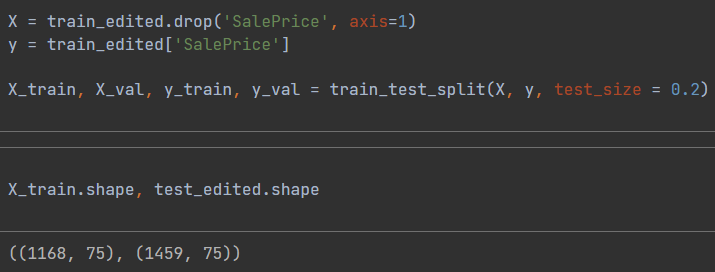 X = train_edited.drop('SalePrice', axis=1)
y = train_edited['SalePrice']
X_train, X_val, y_train, y_val = train_test_split(X, y, test_size = 0.2)
X_train.shape, test_edited.shape
((1168, 75), (1459, 75))